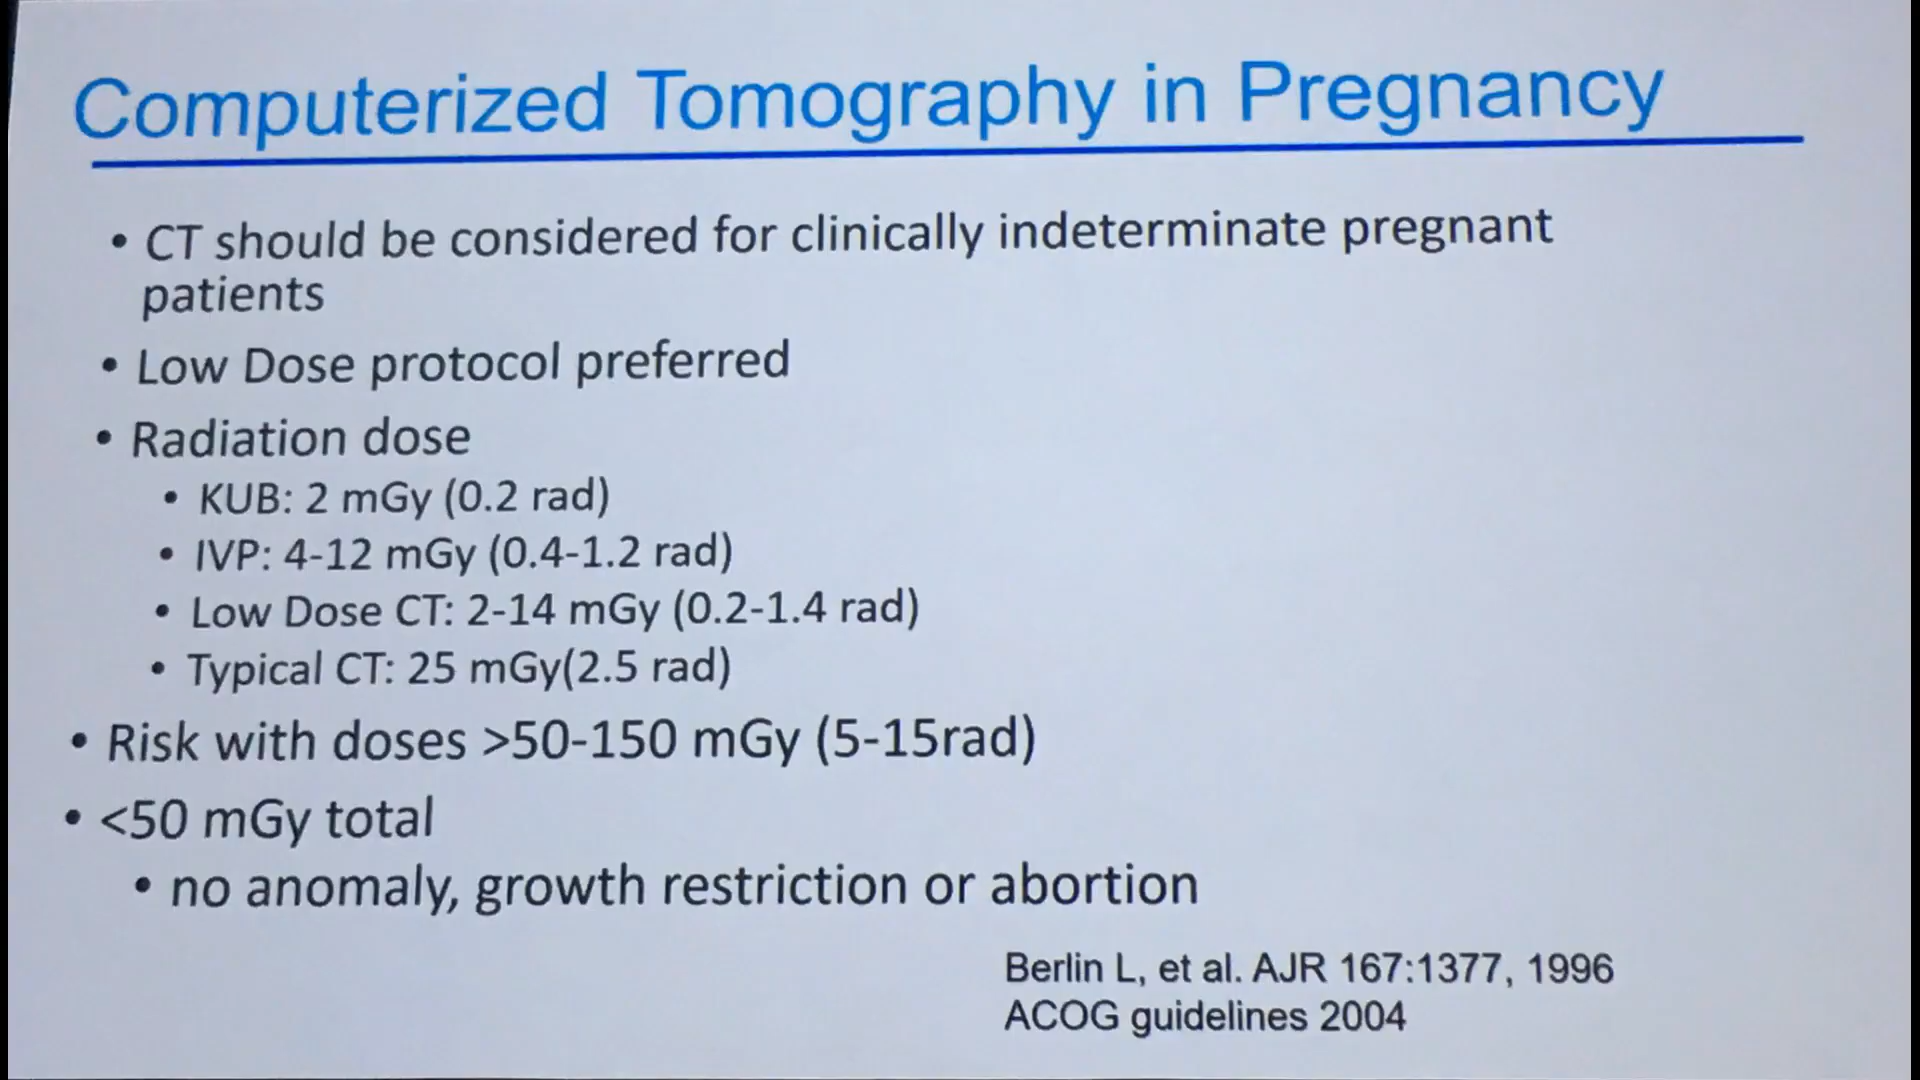 Computerized Tomography in Pregnancy
• CT should be considered for clinically indeterminate pregnant
patients
• Low Dose protocol preferred
• Radiation dose
• KUB: 2 mGy (0.2 rad)
• IVP: 4-12 mGy (0.4-1.2 rad)
• Low Dose CT: 2-14 mGy (0.2-1.4 rad)
• Typical CT: 25 mGy(2.5 rad)
• Risk with doses >50-150 mGy (5-15rad)
• <50 mGy total
• no anomaly, growth restriction or abortion
Berlin L, et al. AJR 167:1377, 1996
ACOG guidelines 2004